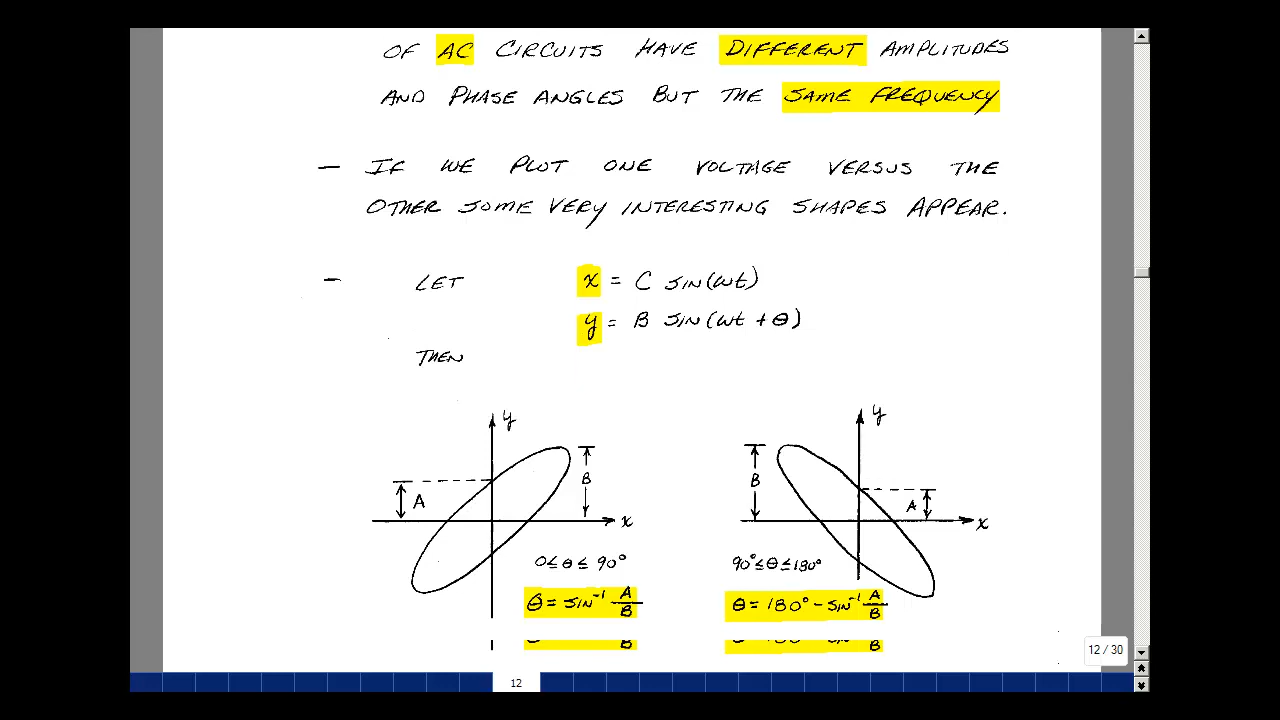 OF AC CIRCUITS HAVE DIFFERENT AMPLITUDES
AND PHASE ANGLES BUT THE SAME FREQUENCY
— IF WE PLOT ONE VOLTAGE VERSUS THE
OTHER SOME VERY INTERESTING SHAPES APPEAR.
— LET x = C SIN(ωt)
y = B SIN(ωt + θ)
THEN
y
A
B
x
0 ≤ θ ≤ 90°
θ = SIN⁻¹ A/B
y
B
A
x
90° ≤ θ ≤ 180°
θ = 180° − SIN⁻¹ A/B
B
B
12 / 30
12